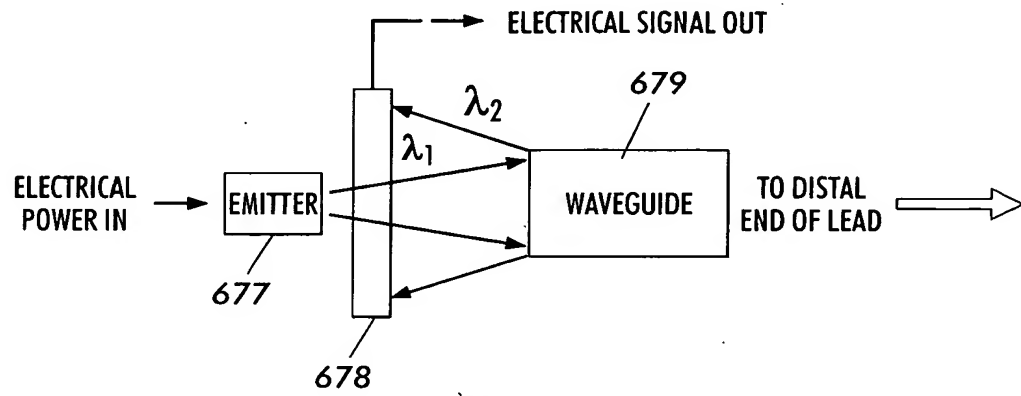 ELECTRICAL SIGNAL OUT
679
λ2
λ1
ELECTRICAL
POWER IN
EMITTER
WAVEGUIDE
TO DISTAL
END OF LEAD
677
678